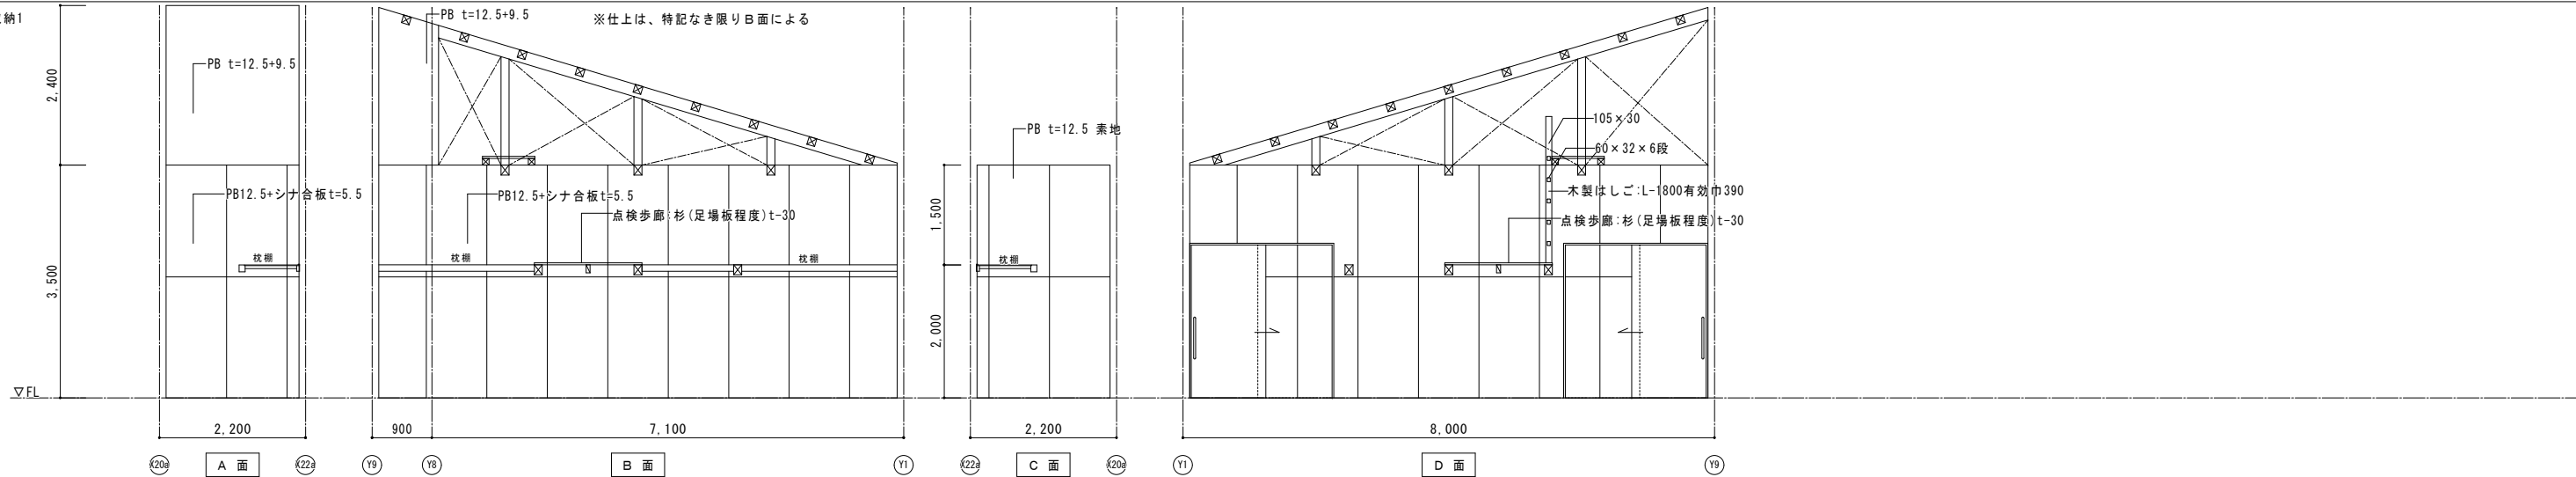 納1
PB t=12.5+9.5
※仕上は、特記なき限りB面による
2,400
PB t=12.5+9.5
105×30
PB t=12.5 素地
60×32×6段
木製はしご:L-1800有効巾390
PB12.5+シナ合板t=5.5
PB12.5+シナ合板t=5.5
点検歩廊:杉(足場板程度)t-30
1,500
点検歩廊:杉(足場板程度)t-30
枕棚
枕棚
枕棚
枕棚
3,500
2,000
▽FL
2,200
900
7,100
2,200
8,000
X20a
A 面
X22a
Y9
Y8
B 面
Y1
X22a
C 面
X20a
Y1
D 面
Y9